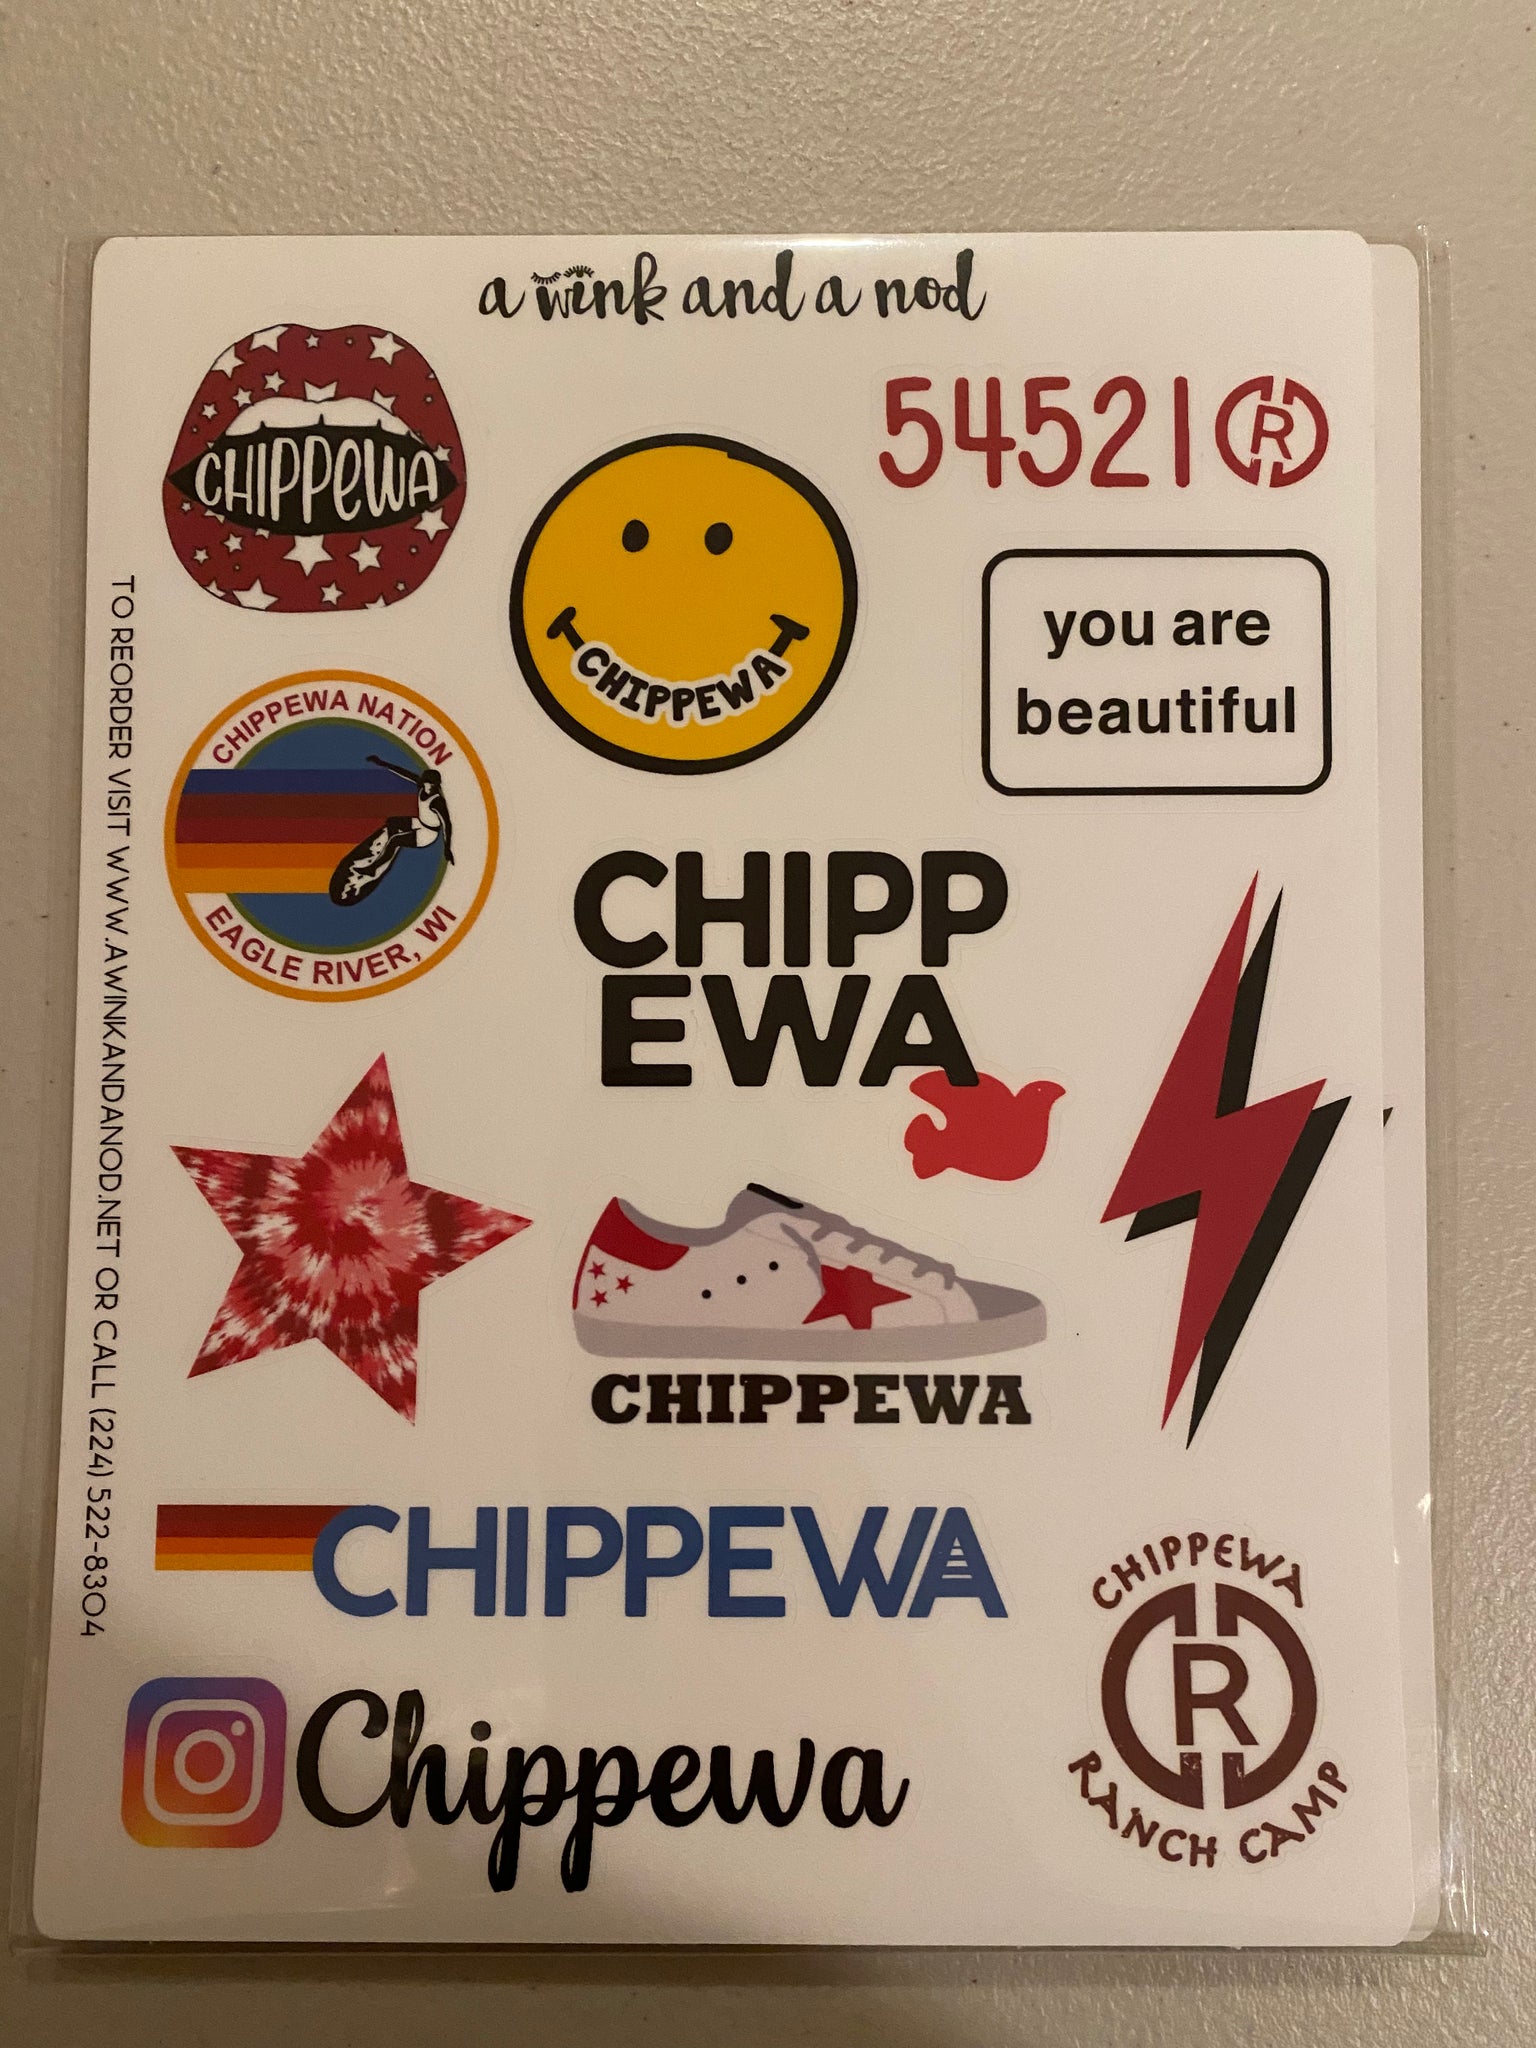 a wink and a nod
CHIPPEWA
54521 R
CHIPPEWA
you are
beautiful
TO REORDER VISIT WWW.AWINKANDANOD.NET OR CALL (224) 522-8304
CHIPPEWA NATION
EAGLE RIVER, WI
CHIPP
EWA
CHIPPEWA
CHIPPEWA
CHIPPEWA
R
RANCH CAMP
Chippewa